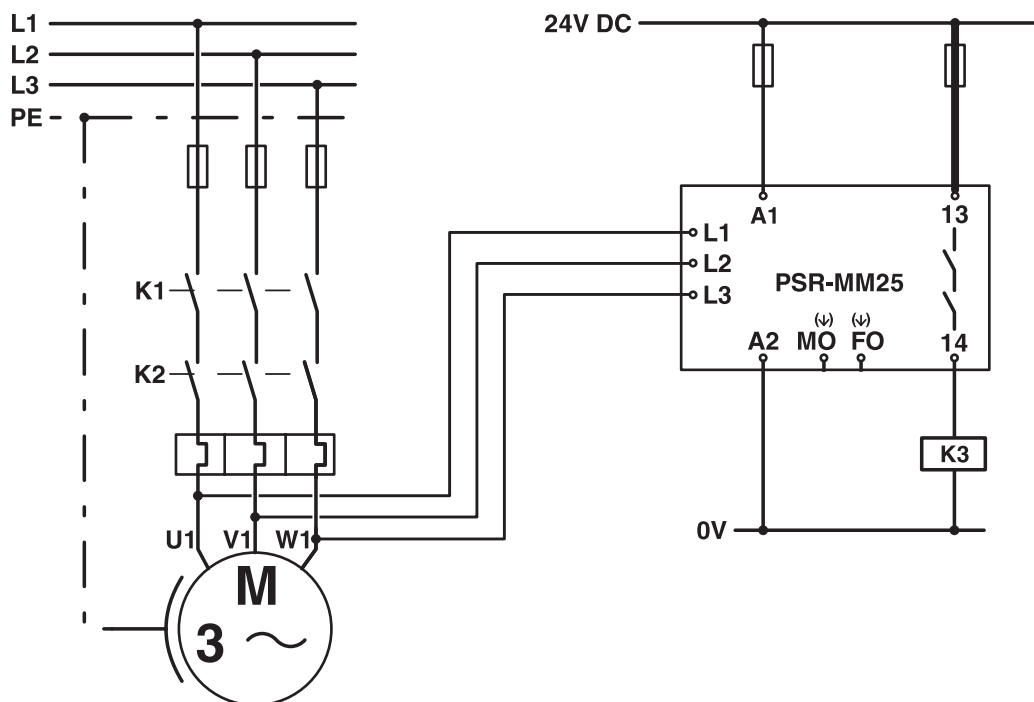 L1
L2
L3
PE
K1
K2
U1 V1 W1
M
3
24V DC
A1 13
L1
L2
L3
PSR-MM25
A2 MO FO 14
K3
0V